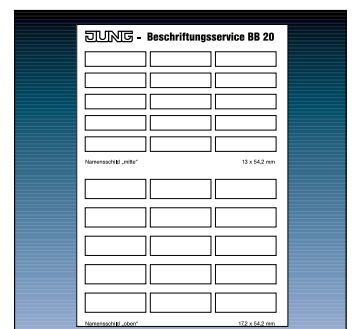 JUNG - Beschriftungsservice BB 20
Namensschild „mitte" 13 x 54,2 mm
Namensschild „oben" 17,2 x 54,2 mm